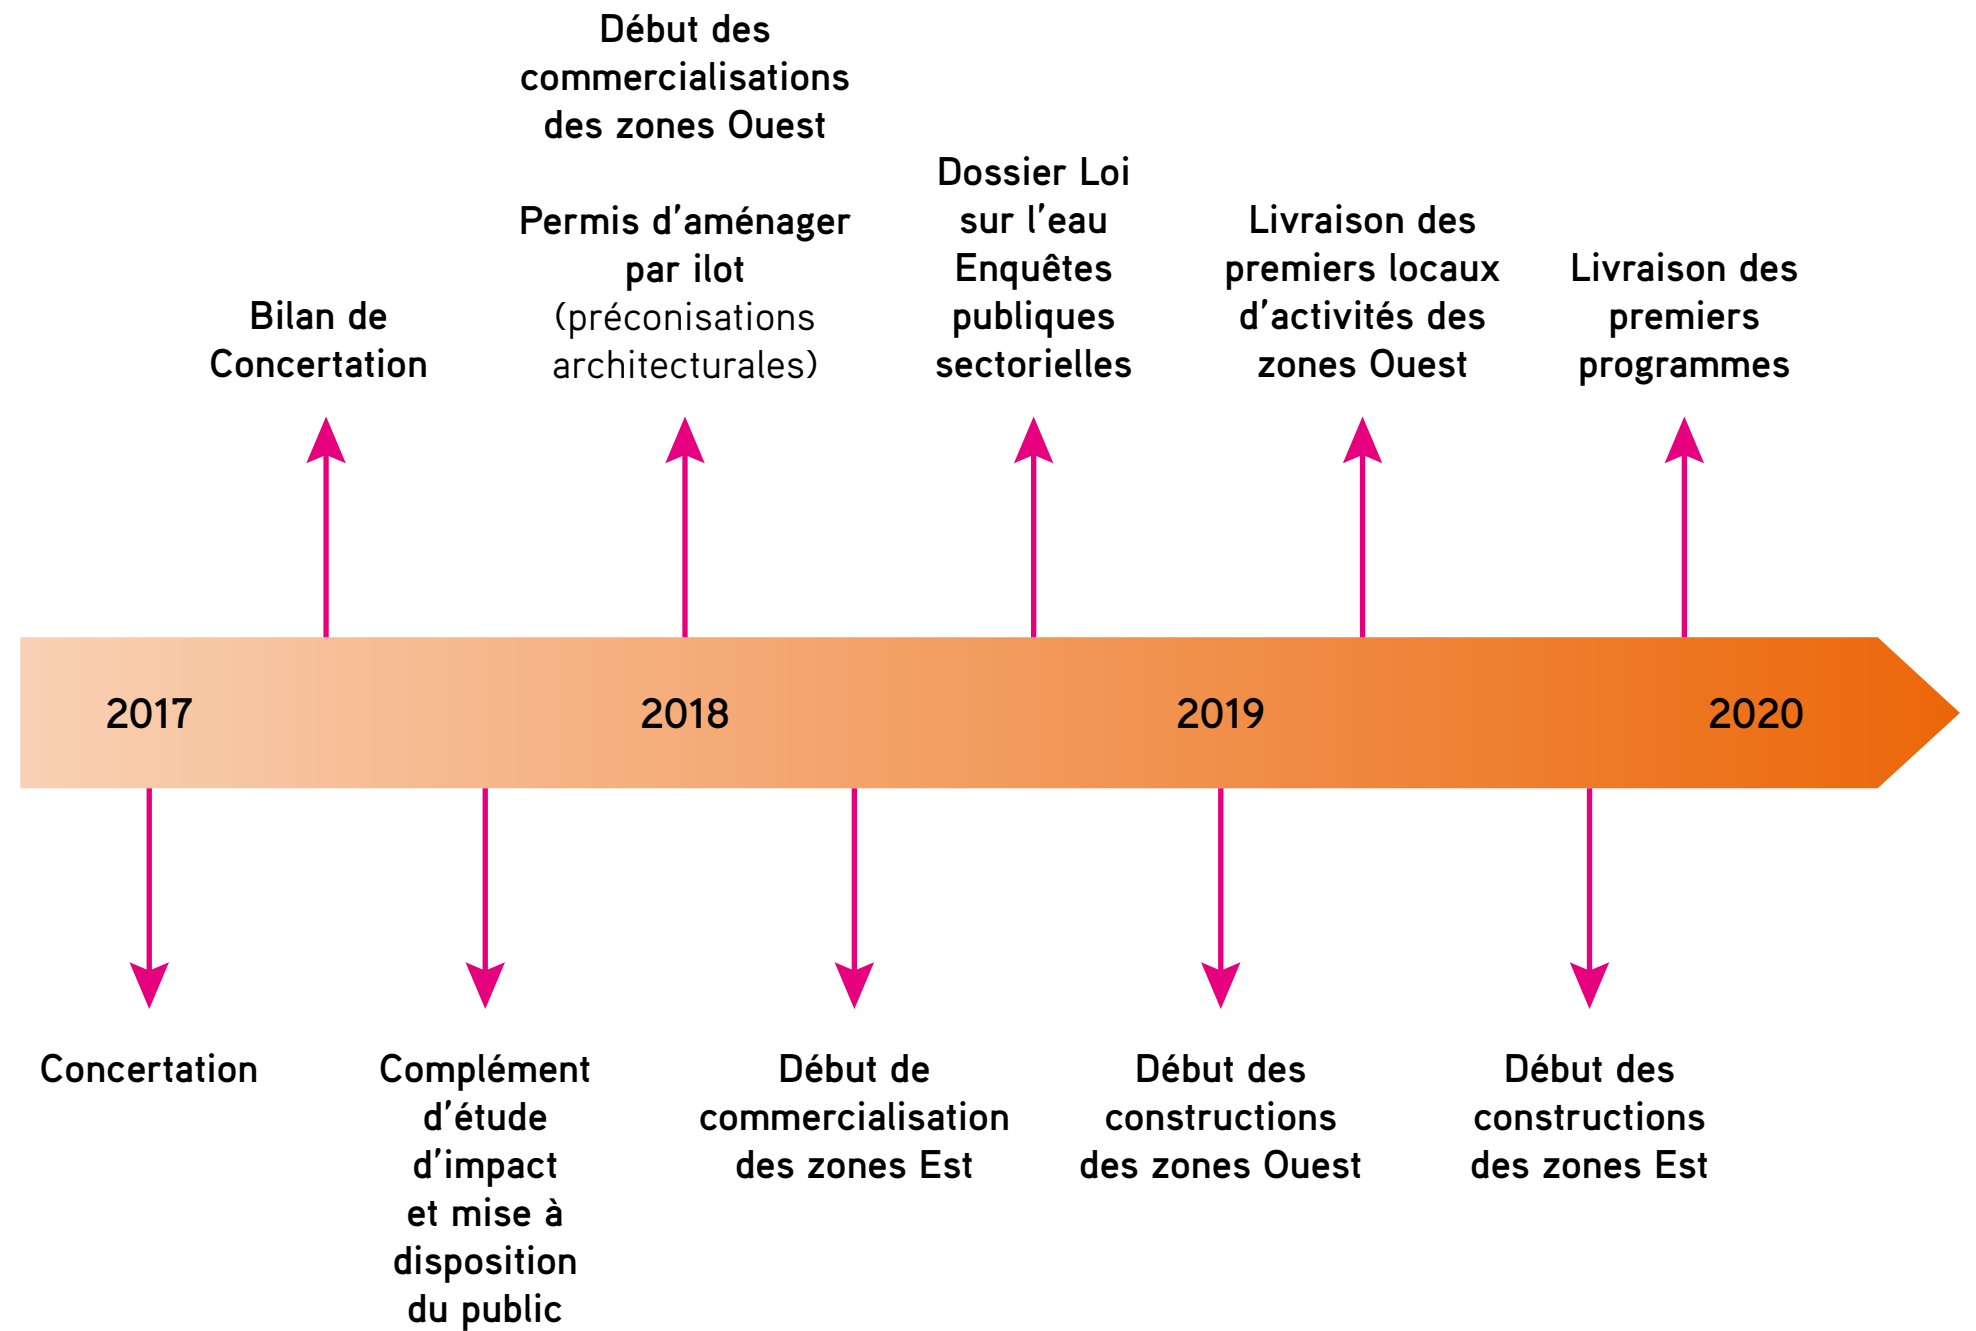 Début des
commercialisations
des zones Ouest
Permis d’aménager
par ilot
(préconisations
architecturales)
Bilan de
Concertation
Dossier Loi
sur l’eau
Enquêtes
publiques
sectorielles
Livraison des
premiers locaux
d’activités des
zones Ouest
Livraison des
premiers
programmes
2017
2018
2019
2020
Concertation
Complément
d’étude
d’impact
et mise à
disposition
du public
Début de
commercialisation
des zones Est
Début des
constructions
des zones Ouest
Début des
constructions
des zones Est